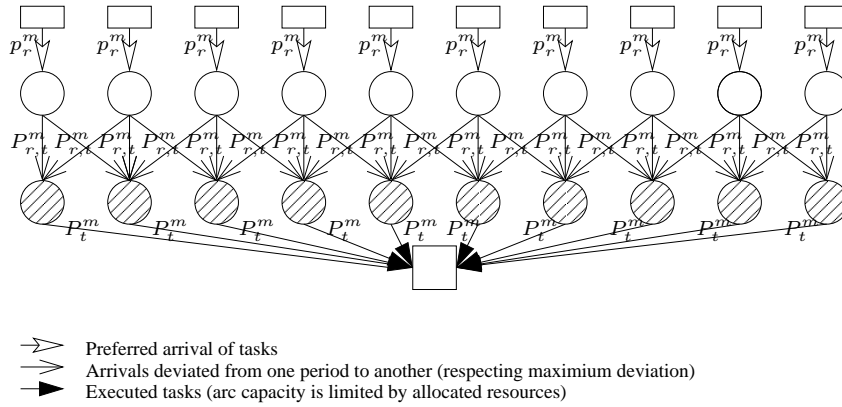 p_r^m p_r^m p_r^m p_r^m p_r^m p_r^m p_r^m p_r^m p_r^m p_r^m
P_{r,t}^m P_{r,t}^m P_{r,t}^m P_{r,t}^m P_{r,t}^m P_{r,t}^m P_{r,t}^m P_{r,t}^m P_{r,t}^m P_{r,t}^m P_{r,t}^m P_{r,t}^m P_{r,t}^m P_{r,t}^m P_{r,t}^m P_{r,t}^m P_{r,t}^m P_{r,t}^m P_{r,t}^m
P_t^m P_t^m P_t^m P_t^m P_t^m P_t^m P_t^m P_t^m P_t^m P_t^m
Preferred arrival of tasks
Arrivals deviated from one period to another (respecting maximium deviation)
Executed tasks (arc capacity is limited by allocated resources)